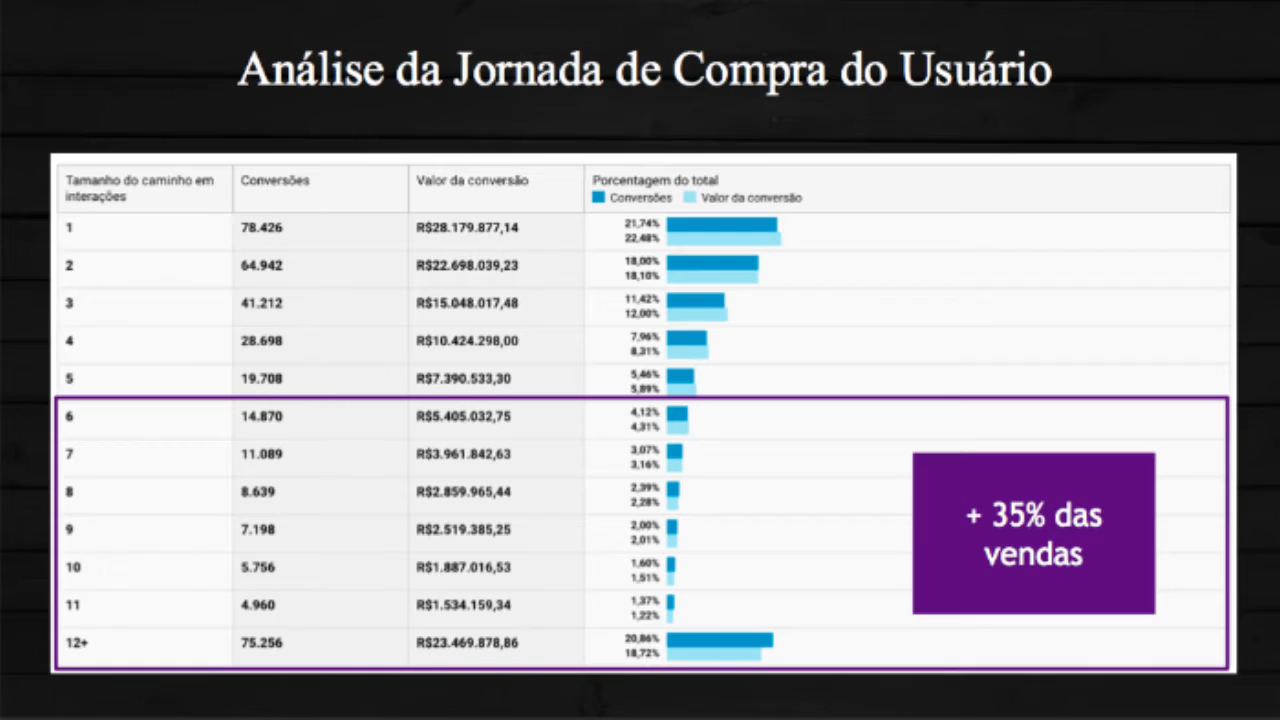 Análise da Jornada de Compra do Usuário
Tamanho do caminho em interações Conversões Valor da conversão Porcentagem do total
Conversões Valor da conversão
1 78.426 R$28.179.877,14 21,74% 22,48%
2 64.942 R$22.698.039,23 18,00% 18,10%
3 41.212 R$15.048.017,48 11,42% 12,00%
4 28.698 R$10.424.298,00 7,96% 8,31%
5 19.708 R$7.390.533,30 5,46% 5,89%
6 14.870 R$5.405.032,75 4,12% 4,31%
7 11.089 R$3.961.842,63 3,07% 3,16%
8 8.639 R$2.859.965,44 2,39% 2,28%
9 7.198 R$2.519.385,25 2,00% 2,01%
10 5.756 R$1.887.016,53 1,60% 1,51%
11 4.960 R$1.534.159,34 1,37% 1,22%
12+ 75.256 R$23.469.878,86 20,86% 18,72%
+ 35% das
vendas